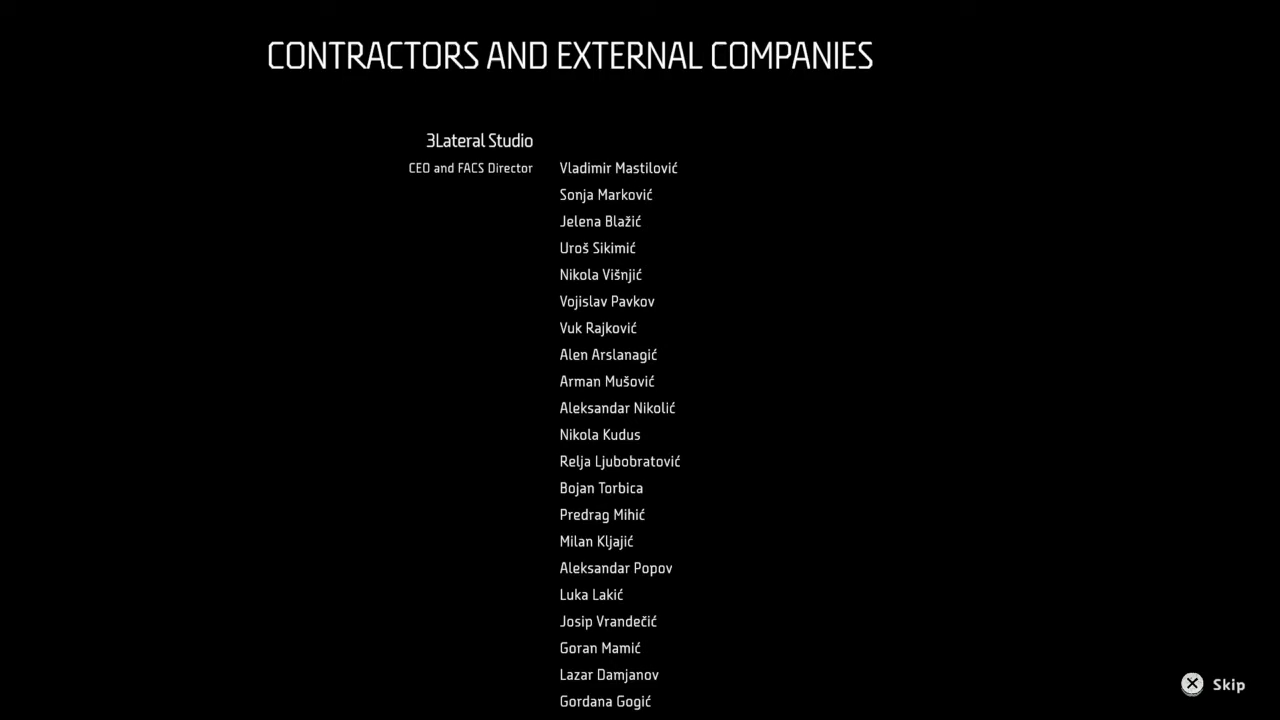 CONTRACTORS AND EXTERNAL COMPANIES
3Lateral Studio
CEO and FACS Director Vladimir Mastilović
Sonja Marković
Jelena Blažić
Uroš Sikimić
Nikola Višnjić
Vojislav Pavkov
Vuk Rajković
Alen Arslanagić
Arman Mušović
Aleksandar Nikolić
Nikola Kudus
Relja Ljubobratović
Bojan Torbica
Predrag Mihić
Milan Kljajić
Aleksandar Popov
Luka Lakić
Josip Vrandečić
Goran Mamić
Lazar Damjanov
Gordana Gogić
Skip